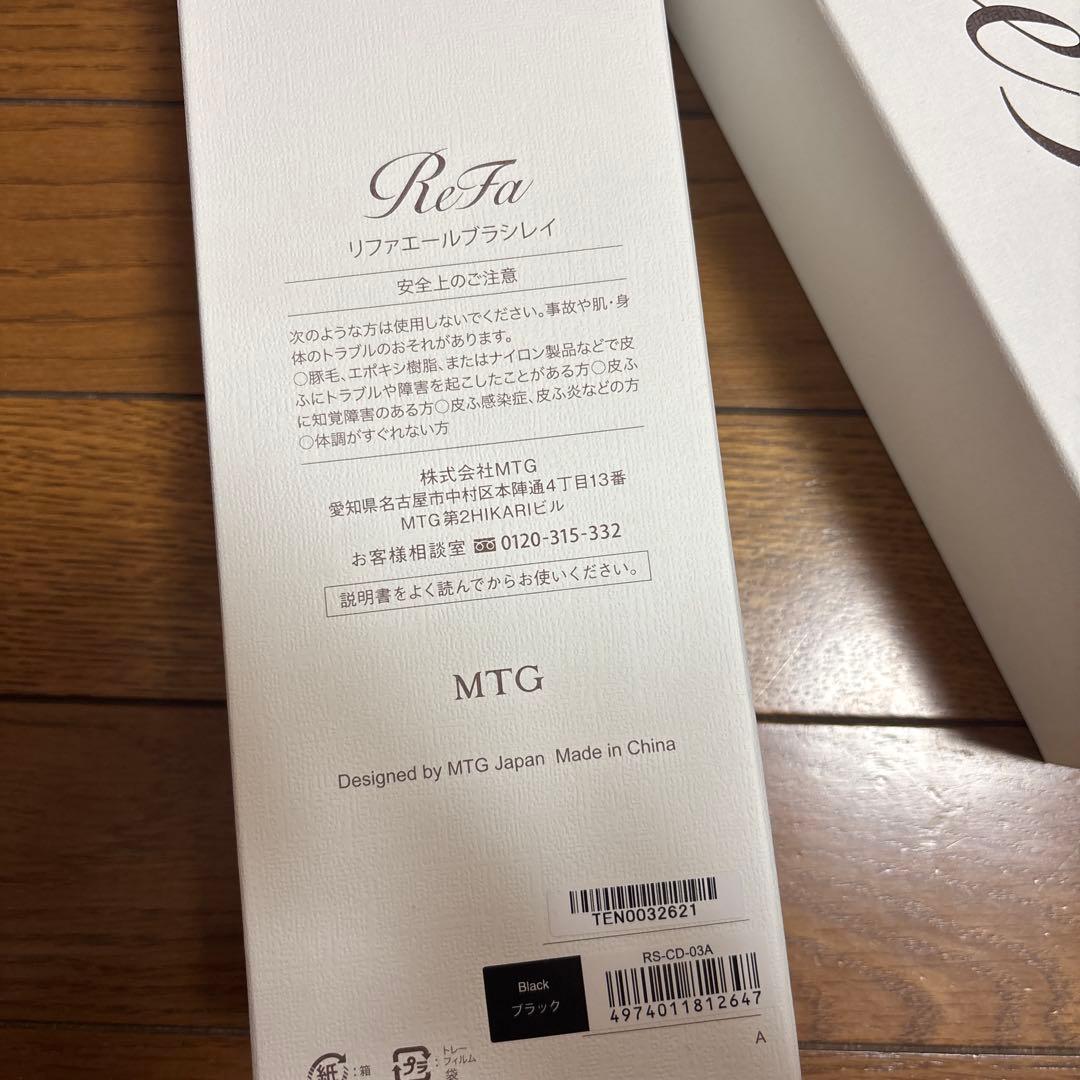 ReFa
リファエールブラシレイ
安全上のご注意
次のような方は使用しないでください。事故や肌・身
体のトラブルのおそれがあります。
○豚毛、エポキシ樹脂、またはナイロン製品などで皮
ふにトラブルや障害を起こしたことがある方○皮ふ
に知覚障害のある方○皮ふ感染症、皮ふ炎などの方
○体調がすぐれない方
株式会社MTG
愛知県名古屋市中村区本陣通4丁目13番
MTG第2HIKARIビル
お客様相談室 0120-315-332
説明書をよく読んでからお使いください。
MTG
Designed by MTG Japan Made in China
TEN0032621
RS-CD-03A
Black
ブラック
4974011812647
A
紙 :箱
プラ :トレー
フィルム
袋